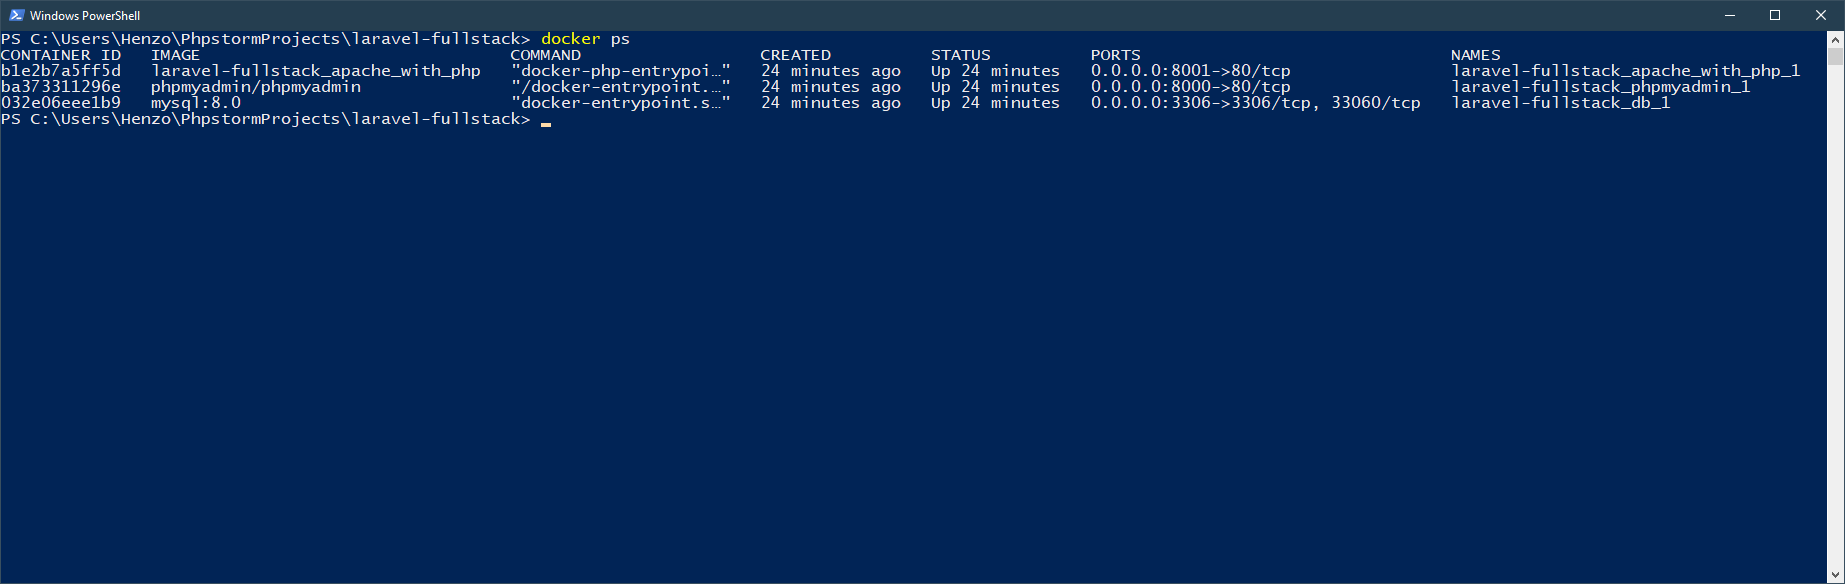 Windows PowerShell
PS C:\Users\Henzo\PhpstormProjects\laravel-fullstack> docker ps
CONTAINER ID   IMAGE                               COMMAND                  CREATED          STATUS          PORTS                               NAMES
b1e2b7a5ff5d   laravel-fullstack_apache_with_php   "docker-php-entrypoi…"   24 minutes ago   Up 24 minutes   0.0.0.0:8001->80/tcp                laravel-fullstack_apache_with_php_1
ba373311296e   phpmyadmin/phpmyadmin               "/docker-entrypoint.…"   24 minutes ago   Up 24 minutes   0.0.0.0:8000->80/tcp                laravel-fullstack_phpmyadmin_1
032e06eee1b9   mysql:8.0                           "docker-entrypoint.s…"   24 minutes ago   Up 24 minutes   0.0.0.0:3306->3306/tcp, 33060/tcp   laravel-fullstack_db_1
PS C:\Users\Henzo\PhpstormProjects\laravel-fullstack>